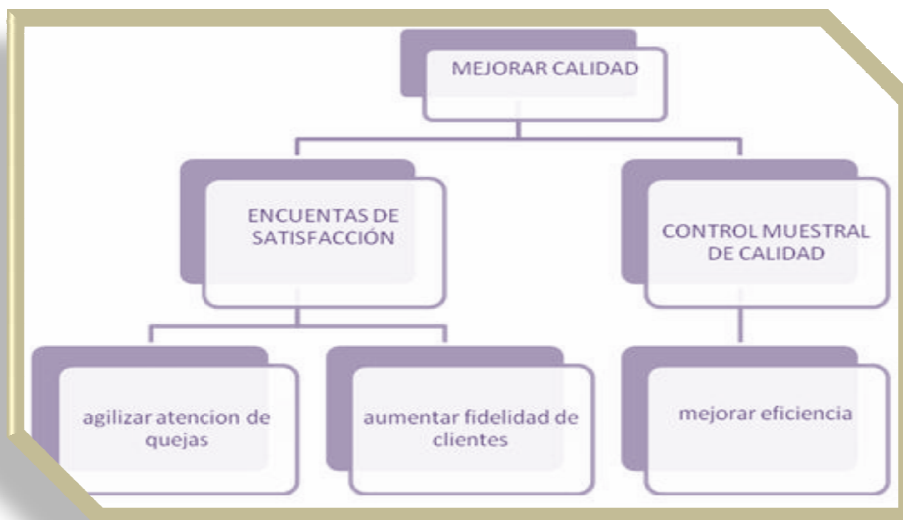 MEJORAR CALIDAD
ENCUENTAS DE
SATISFACCIÓN
CONTROL MUESTRAL
DE CALIDAD
agilizar atencion de
quejas
aumentar fidelidad de
clientes
mejorar eficiencia